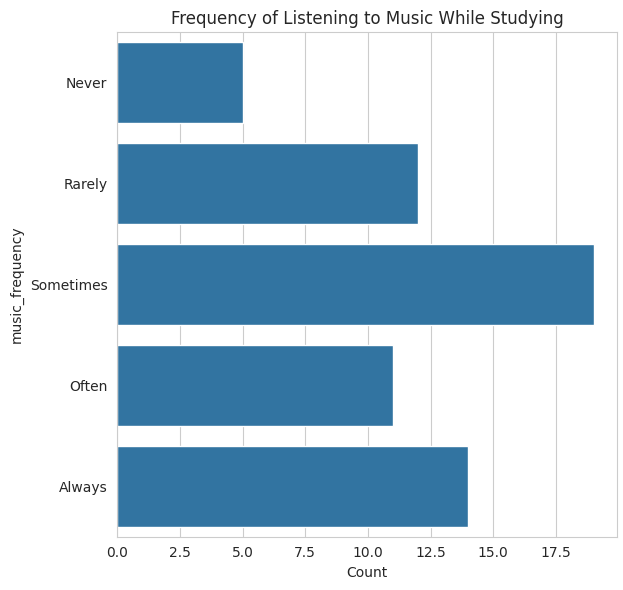 Frequency of Listening to Music While Studying
music_frequency
Never
Rarely
Sometimes
Often
Always
0.0 2.5 5.0 7.5 10.0 12.5 15.0 17.5
Count